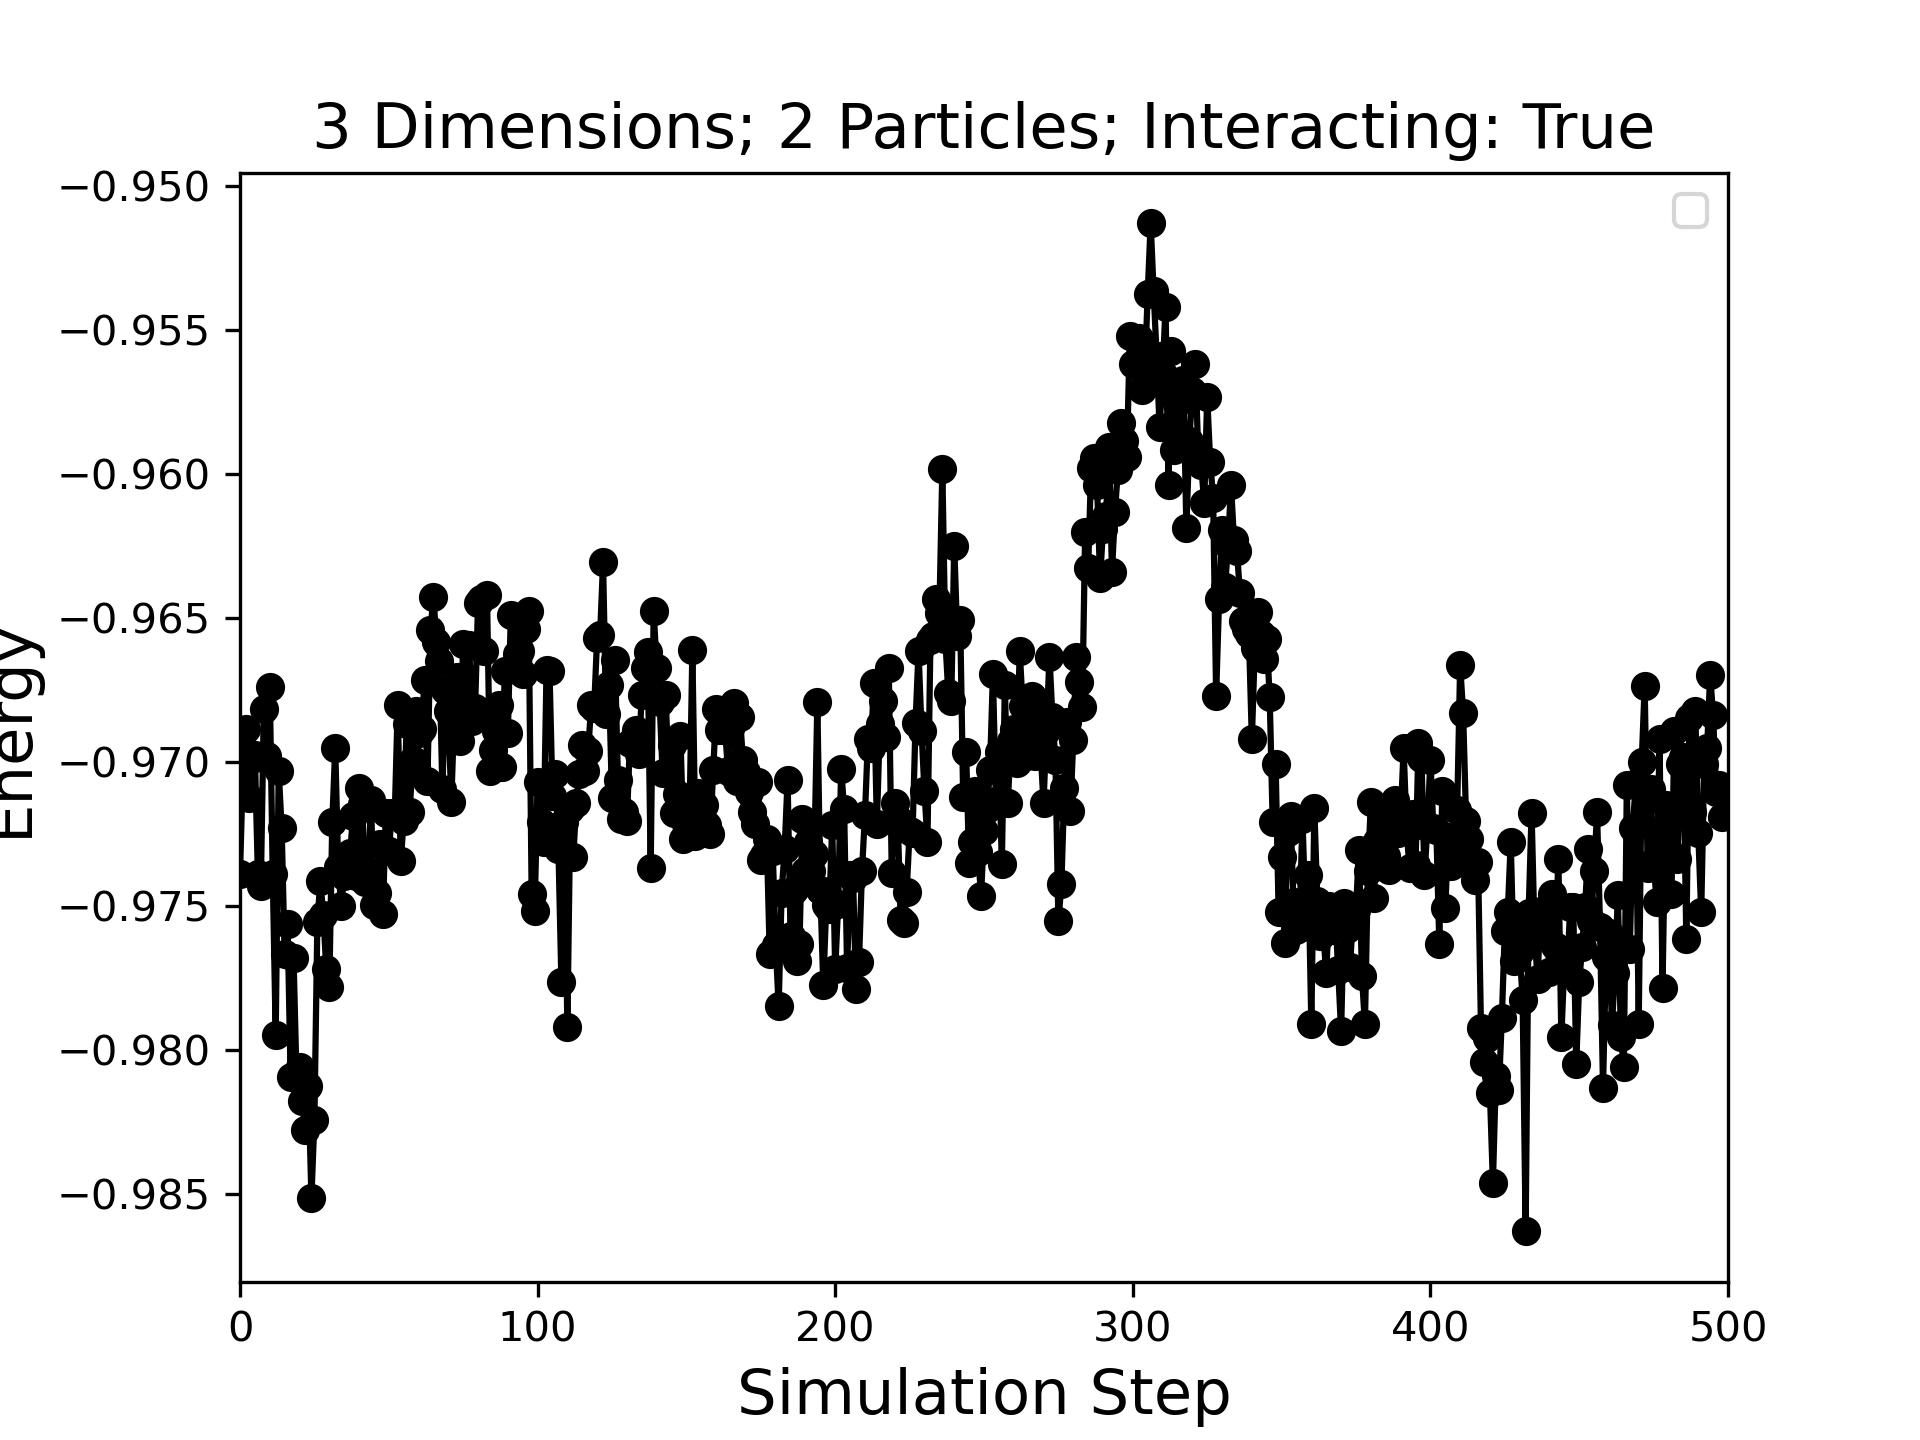 3 Dimensions; 2 Particles; Interacting: True
−0.950
−0.955
−0.960
−0.965
−0.970
−0.975
−0.980
−0.985
Energy
0 100 200 300 400 500
Simulation Step